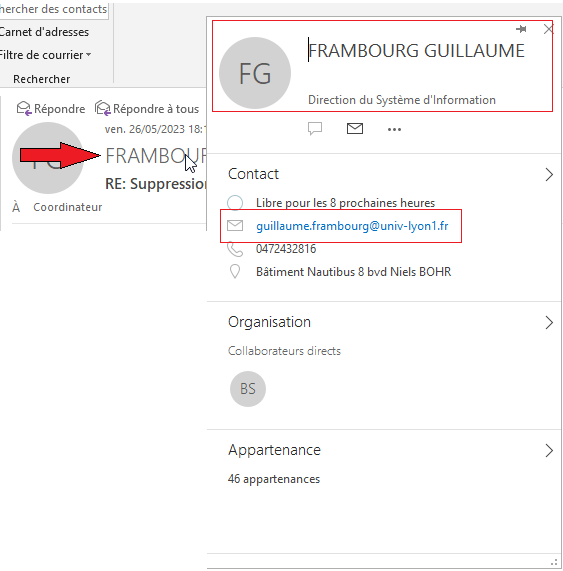 hercher des contacts
Carnet d'adresses
Filtre de courrier
Rechercher
Répondre Répondre à tous
ven. 26/05/2023 18:1
FRAMBOUR
RE: Suppression
À Coordinateur
FG
FRAMBOURG GUILLAUME
Direction du Système d'Information
Contact
Libre pour les 8 prochaines heures
guillaume.frambourg@univ-lyon1.fr
0472432816
Bâtiment Nautibus 8 bvd Niels BOHR
Organisation
Collaborateurs directs
BS
Appartenance
46 appartenances